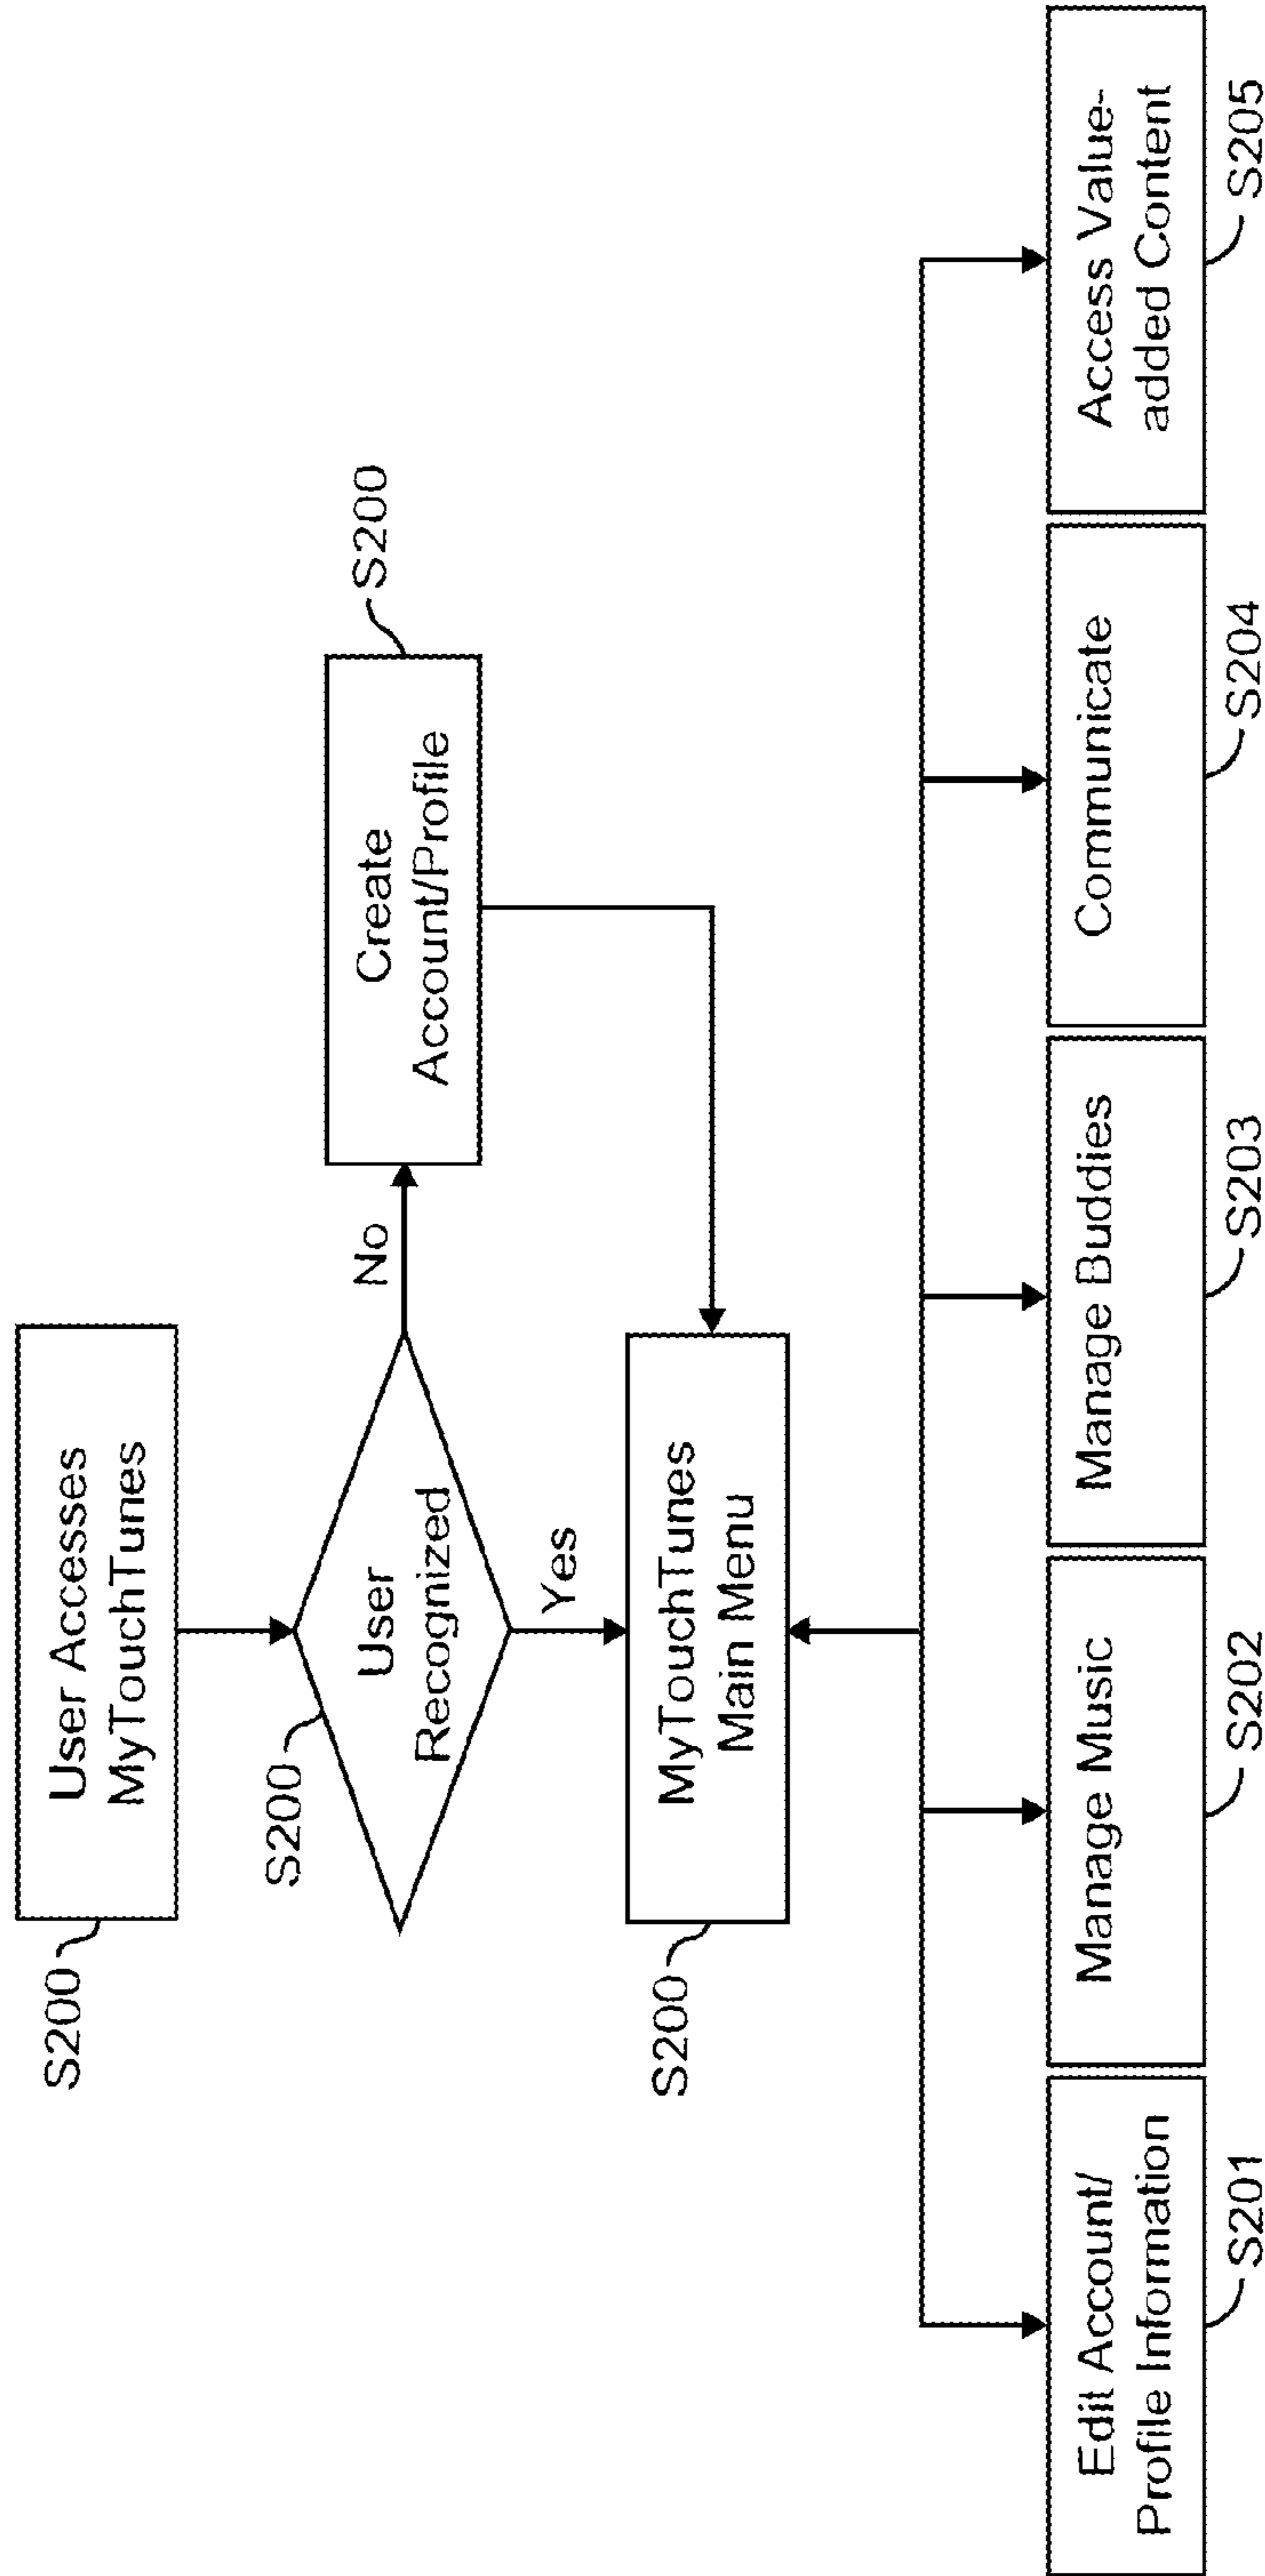 User Accesses
MyTouchTunes
S200
User
Recognized
S200
No
Create
Account/Profile
S200
Yes
MyTouchTunes
Main Menu
S200
Edit Account/
Profile Information
S201
Manage Music
S202
Manage Buddies
S203
Communicate
S204
Access Value-
added Content
S205